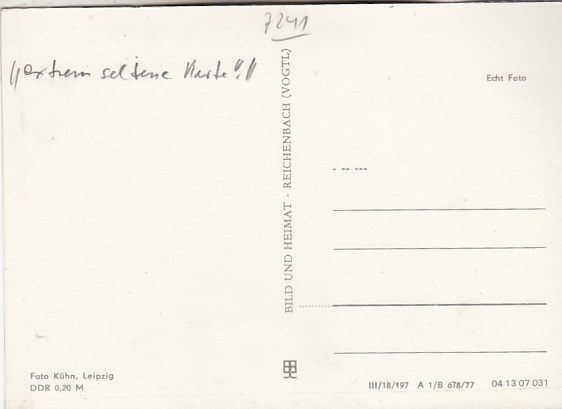 7241
"extrem seltene Karte"!"
Echt Foto
BILD UND HEIMAT · REICHENBACH (VOGTL)
Foto Kühn, Leipzig
DDR 0,20 M
III/18/197 A 1/B 678/77 04 13 07 031